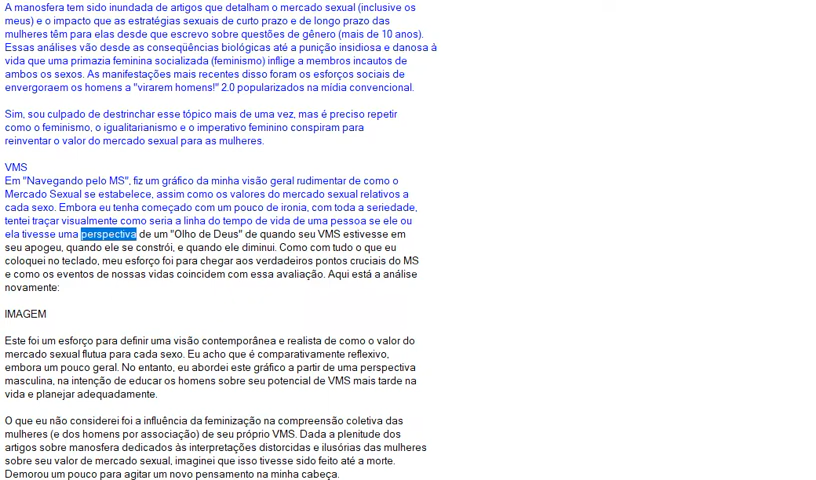 A manosfera tem sido inundada de artigos que detalham o mercado sexual (inclusive os
meus) e o impacto que as estratégias sexuais de curto prazo e de longo prazo das
mulheres têm para elas desde que escrevo sobre questões de gênero (mais de 10 anos).
Essas análises vão desde as conseqüências biológicas até a punição insidiosa e danosa à
vida que uma primazia feminina socializada (feminismo) inflige a membros incautos de
ambos os sexos. As manifestações mais recentes disso foram os esforços sociais de
envergoraem os homens a "virarem homens!" 2.0 popularizados na mídia convencional.
Sim, sou culpado de destrinchar esse tópico mais de uma vez, mas é preciso repetir
como o feminismo, o igualitarianismo e o imperativo feminino conspiram para
reinventar o valor do mercado sexual para as mulheres.
VMS
Em "Navegando pelo MS", fiz um gráfico da minha visão geral rudimentar de como o
Mercado Sexual se estabelece, assim como os valores do mercado sexual relativos a
cada sexo. Embora eu tenha começado com um pouco de ironia, com toda a seriedade,
tentei traçar visualmente como seria a linha do tempo de vida de uma pessoa se ele ou
ela tivesse uma perspectiva de um "Olho de Deus" de quando seu VMS estivesse em
seu apogeu, quando ele se constrói, e quando ele diminui. Como com tudo o que eu
coloquei no teclado, meu esforço foi para chegar aos verdadeiros pontos cruciais do MS
e como os eventos de nossas vidas coincidem com essa avaliação. Aqui está a análise
novamente:
IMAGEM
Este foi um esforço para definir uma visão contemporânea e realista de como o valor do
mercado sexual flutua para cada sexo. Eu acho que é comparativamente reflexivo,
embora um pouco geral. No entanto, eu abordei este gráfico a partir de uma perspectiva
masculina, na intenção de educar os homens sobre seu potencial de VMS mais tarde na
vida e planejar adequadamente.
O que eu não considerei foi a influência da feminização na compreensão coletiva das
mulheres (e dos homens por associação) de seu próprio VMS. Dada a plenitude dos
artigos sobre manosfera dedicados às interpretações distorcidas e ilusórias das mulheres
sobre seu valor de mercado sexual, imaginei que isso tivesse sido feito até a morte.
Demorou um pouco para agitar um novo pensamento na minha cabeça.